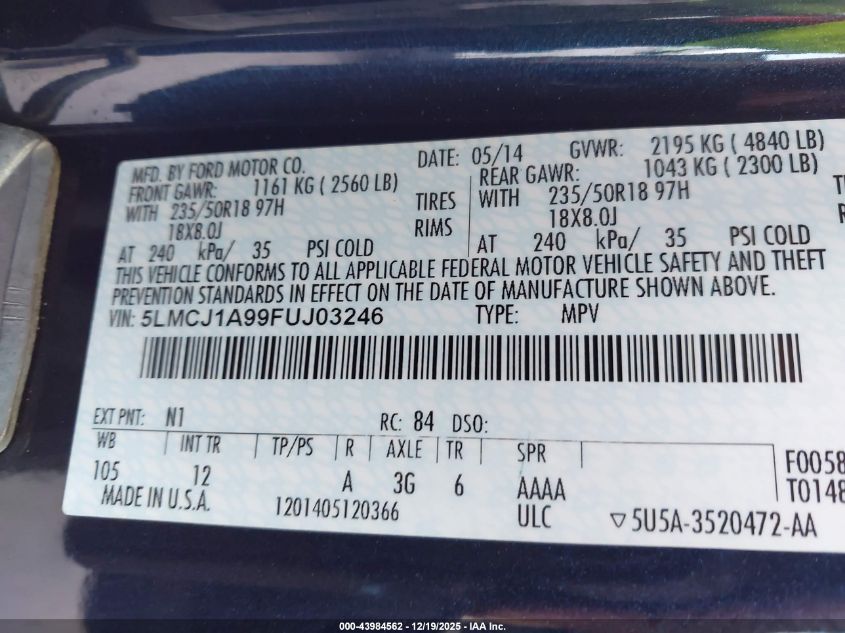 MFD. BY FORD MOTOR CO. DATE: 05/14 GVWR: 2195 KG ( 4840 LB)
FRONT GAWR: 1161 KG ( 2560 LB) REAR GAWR: 1043 KG ( 2300 LB)
WITH 235/50R18 97H TIRES WITH 235/50R18 97H
18X8.0J RIMS 18X8.0J
AT 240 kPa/ 35 PSI COLD AT 240 kPa/ 35 PSI COLD
THIS VEHICLE CONFORMS TO ALL APPLICABLE FEDERAL MOTOR VEHICLE SAFETY AND THEFT
PREVENTION STANDARDS IN EFFECT ON THE DATE OF MANUFACTURE SHOWN ABOVE.
VIN: 5LMCJ1A99FUJ03246 TYPE: MPV
EXT PNT: N1 RC: 84 DSO:
WB INT TR TP/PS R AXLE TR SPR
105 12 A 3G 6 AAAA
F0058
T0148
MADE IN U.S.A. 1201405120366 ULC ▽5U5A-3520472-AA
000-43984562 - 12/19/2025 - IAA Inc.